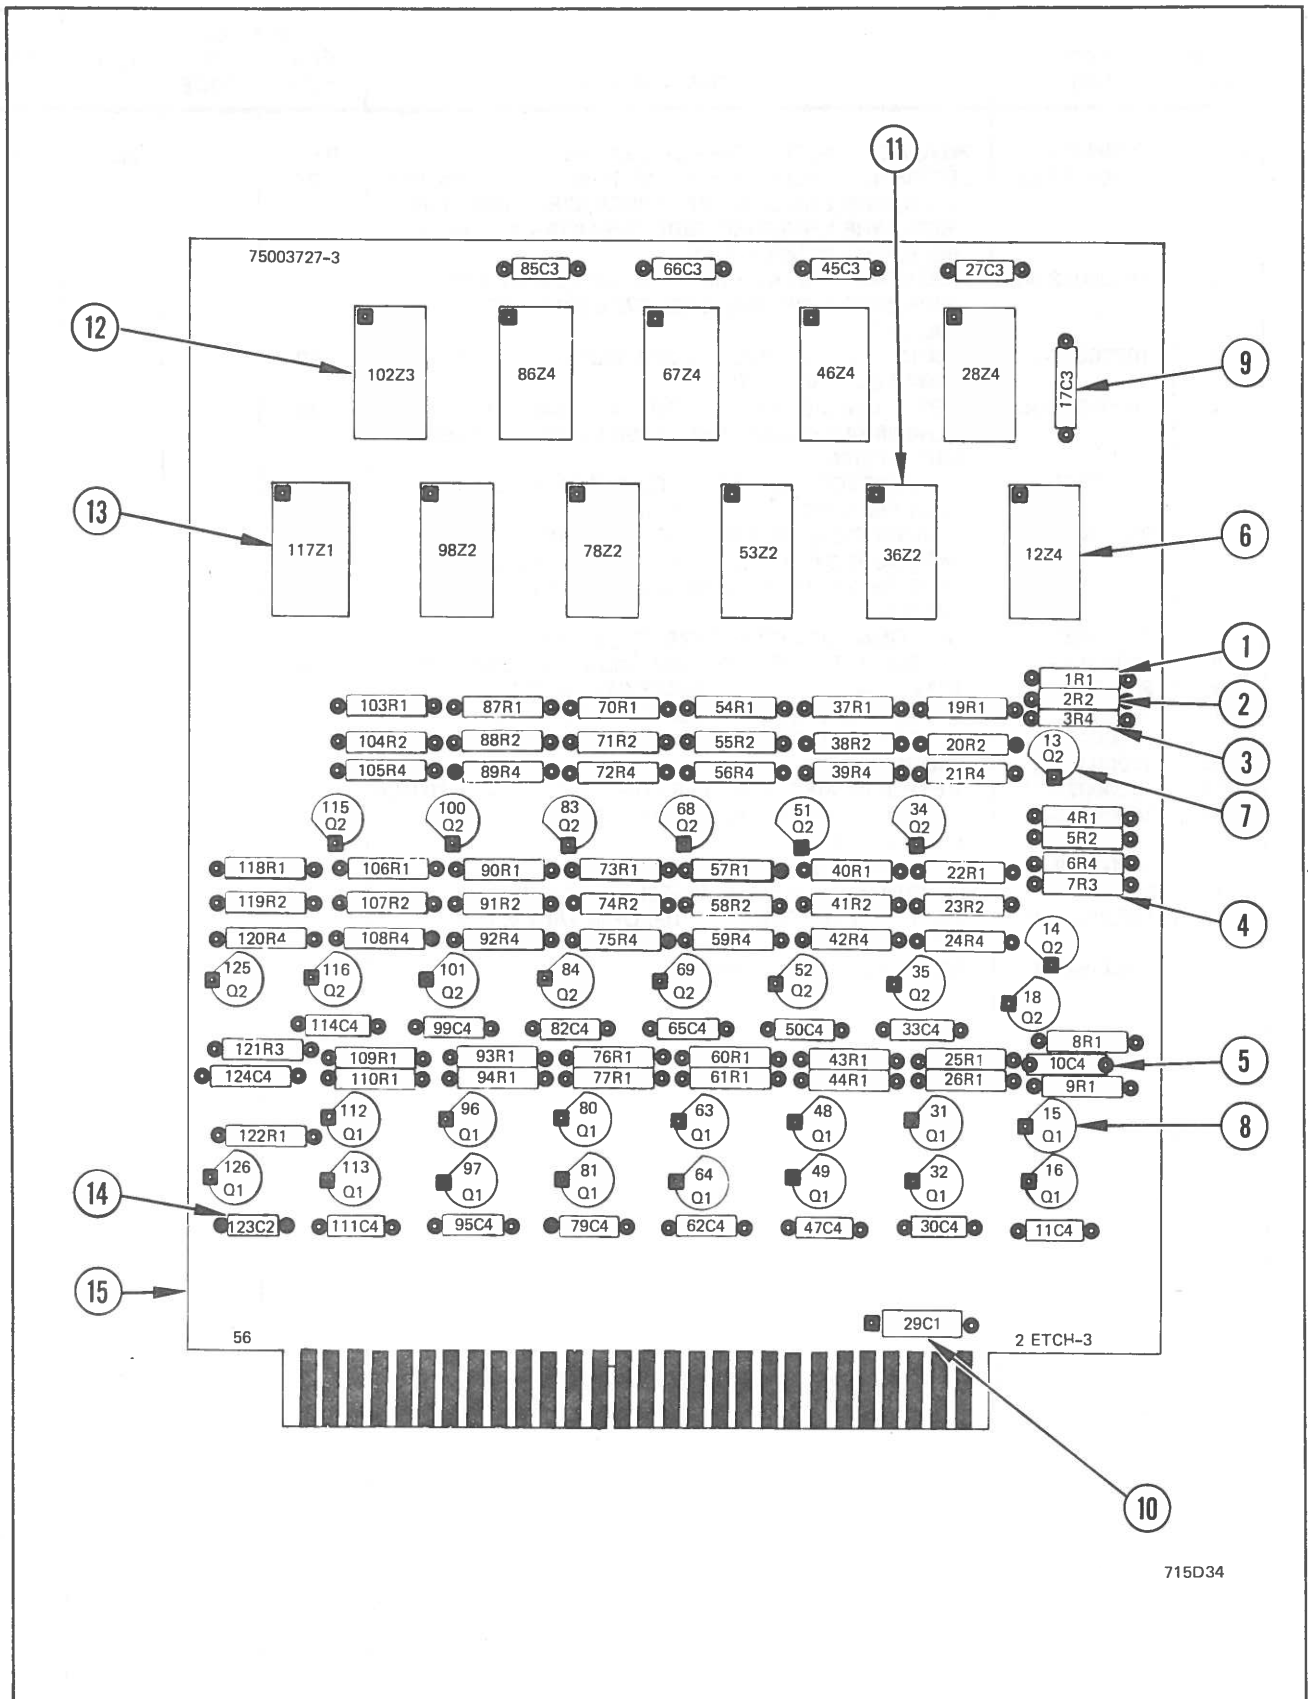 11
75003727-3
85C3 66C3 45C3 27C3
12
102Z3 86Z4 67Z4 46Z4 28Z4
17C3
9
13
117Z1 98Z2 78Z2 53Z2 36Z2 12Z4
6
1
1R1
2R2
2
3R4
103R1 87R1 70R1 54R1 37R1 19R1
104R2 88R2 71R2 55R2 38R2 20R2
13
Q2
3
105R4 89R4 72R4 56R4 39R4 21R4
7
115 100 83 68 51 34
Q2 Q2 Q2 Q2 Q2 Q2
4R1
5R2
6R4
7R3
118R1 106R1 90R1 73R1 57R1 40R1 22R1
119R2 107R2 91R2 74R2 58R2 41R2 23R2
4
120R4 108R4 92R4 75R4 59R4 42R4 24R4
14
Q2
125 116 101 84 69 52 35
Q2 Q2 Q2 Q2 Q2 Q2 Q2
18
Q2
114C4 99C4 82C4 65C4 50C4 33C4
8R1
121R3 109R1 93R1 76R1 60R1 43R1 25R1
10C4
5
124C4 110R1 94R1 77R1 61R1 44R1 26R1
9R1
112 96 80 63 48 31 15
Q1 Q1 Q1 Q1 Q1 Q1 Q1
8
122R1
126 113 97 81 64 49 32 16
Q1 Q1 Q1 Q1 Q1 Q1 Q1 Q1
14
123C2 111C4 95C4 79C4 62C4 47C4 30C4 11C4
15
29C1
56
2 ETCH-3
10
715D34